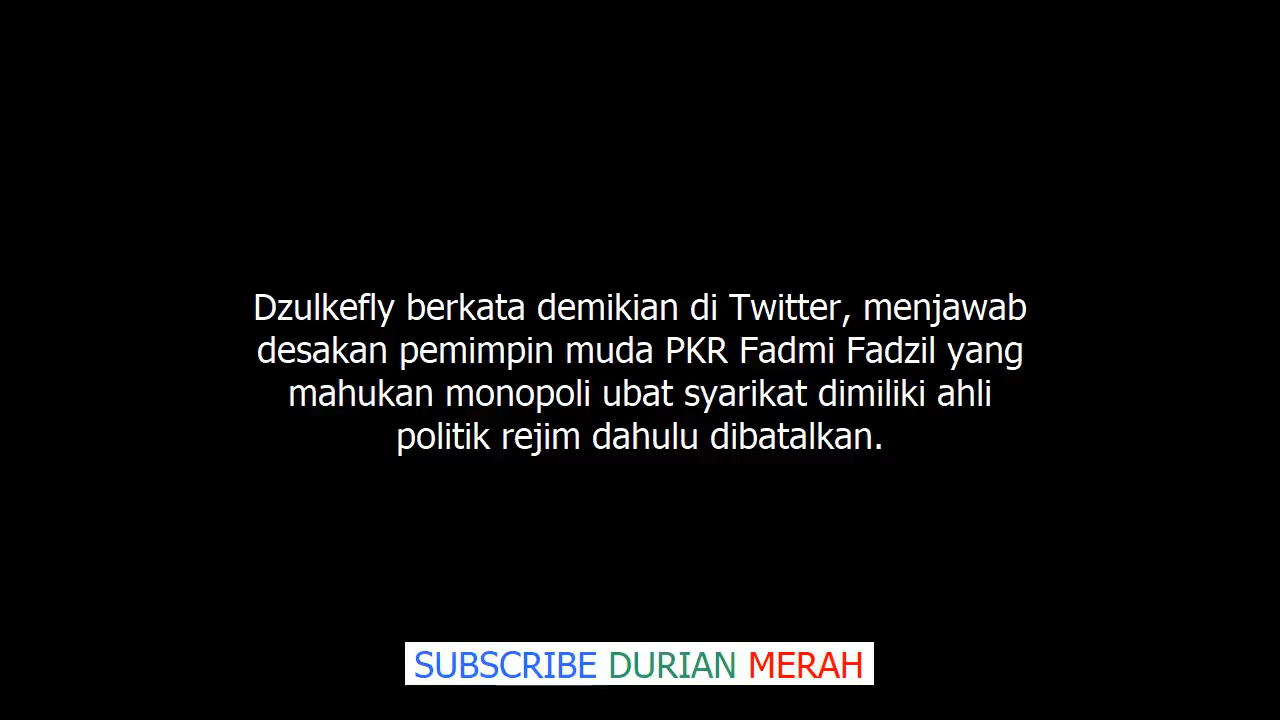 Dzulkefly berkata demikian di Twitter, menjawab
desakan pemimpin muda PKR Fadmi Fadzil yang
mahukan monopoli ubat syarikat dimiliki ahli
politik rejim dahulu dibatalkan.
SUBSCRIBE DURIAN MERAH